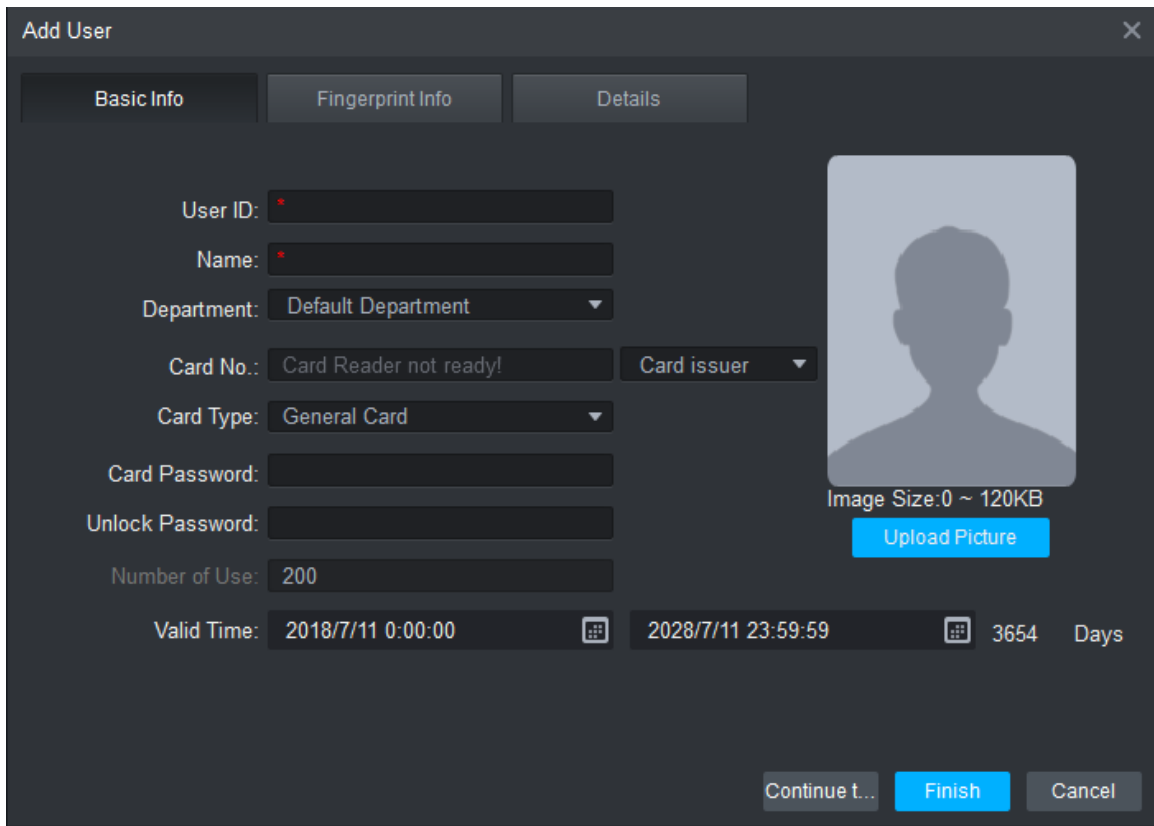 Add User
Basic Info Fingerprint Info Details
User ID: *
Name: *
Department: Default Department
Card No.: Card Reader not ready! Card issuer
Card Type: General Card
Card Password:
Unlock Password:
Image Size:0 ~ 120KB
Upload Picture
Number of Use: 200
Valid Time: 2018/7/11 0:00:00 2028/7/11 23:59:59 3654 Days
Continue t... Finish Cancel